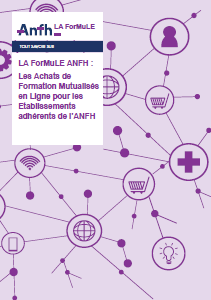 Anfh_ LA ForMuLE
TOUT SAVOIR SUR
LA ForMuLE ANFH :
Les Achats de
Formation Mutualisés
en Ligne pour les
Etablissements
adhérents de l'ANFH